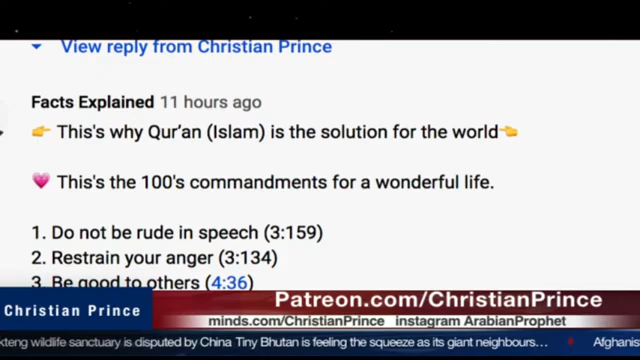 View reply from Christian Prince
Facts Explained 11 hours ago
👉 This's why Qur'an (Islam) is the solution for the world 👈
💗 This's the 100's commandments for a wonderful life.
1. Do not be rude in speech (3:159)
2. Restrain your anger (3:134)
3. Be good to others (4:36)
Christian Prince
Patreon.com/ChristianPrince
minds.com/ChristianPrince instagram ArabianProphet
kteng wildlife sanctuary is disputed by China Tiny Bhutan is feeling the squeeze as its giant neighbours... Afghanis